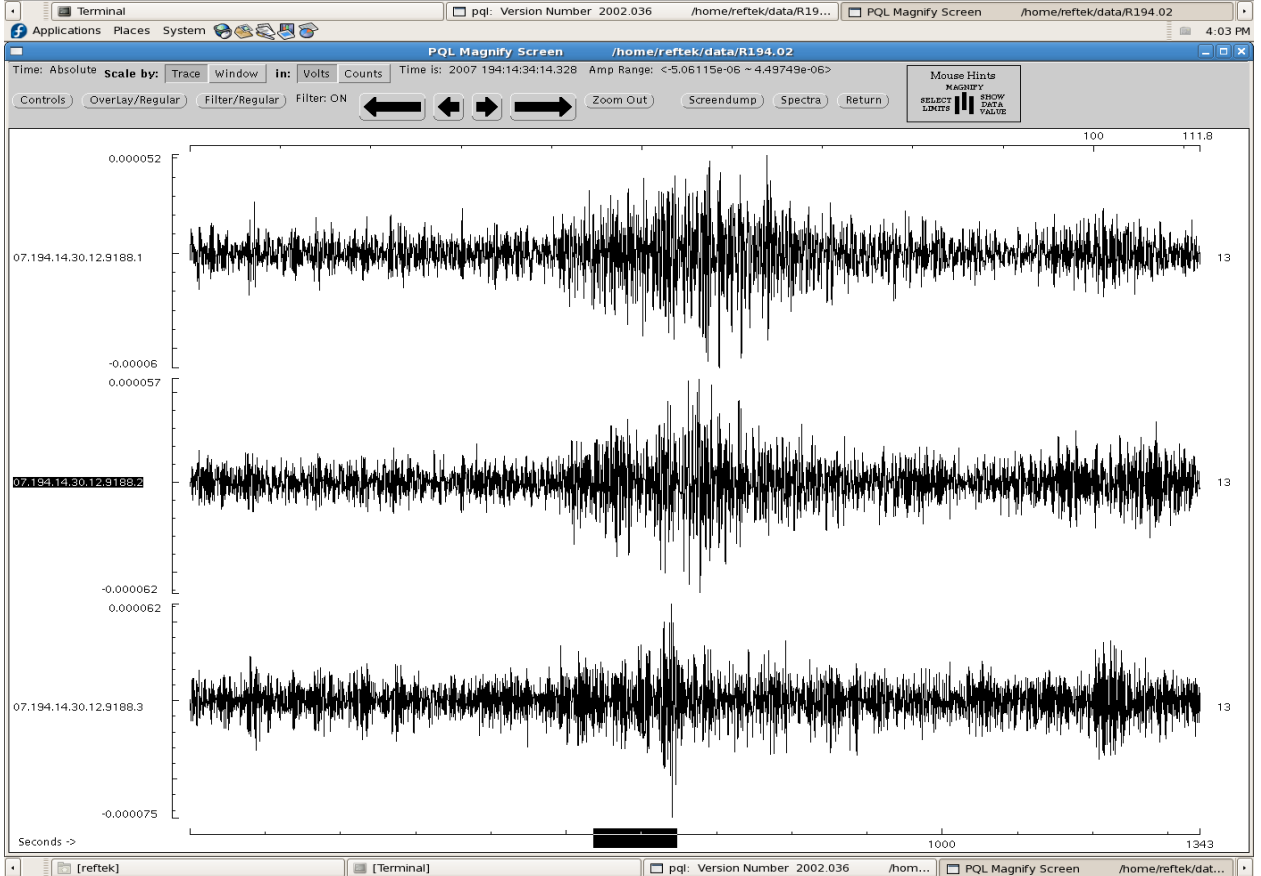 Terminal
pql: Version Number 2002.036 /home/reftek/data/R19...
PQL Magnify Screen /home/reftek/data/R194.02
Applications Places System
4:03 PM
PQL Magnify Screen /home/reftek/data/R194.02
Time: Absolute Scale by: Trace Window in: Volts Counts Time is: 2007 194:14:34:14.328 Amp Range: <-5.06115e-06 ~ 4.49749e-06>
Controls OverLay/Regular Filter/Regular Filter: ON Zoom Out Screendump Spectra Return
Mouse Hints
MAGNIFY
SELECT LIMITS
SHOW DATA VALUE
100 111.8
0.000052
07.194.14.30.12.9188.1
13
-0.00006
0.000057
07.194.14.30.12.9188.2
13
-0.000062
0.000062
07.194.14.30.12.9188.3
13
-0.000075
Seconds ->
1000 1343
[reftek]
[Terminal]
pql: Version Number 2002.036 /hom...
PQL Magnify Screen /home/reftek/dat...